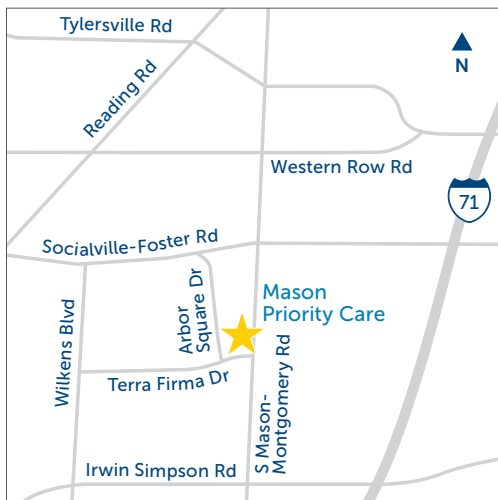 Tylersville Rd
N
Reading Rd
Western Row Rd
71
Socialville-Foster Rd
Mason
Priority Care
Arbor
Square Dr
Wilkens Blvd
Terra Firma Dr
S Mason-
Montgomery Rd
Irwin Simpson Rd